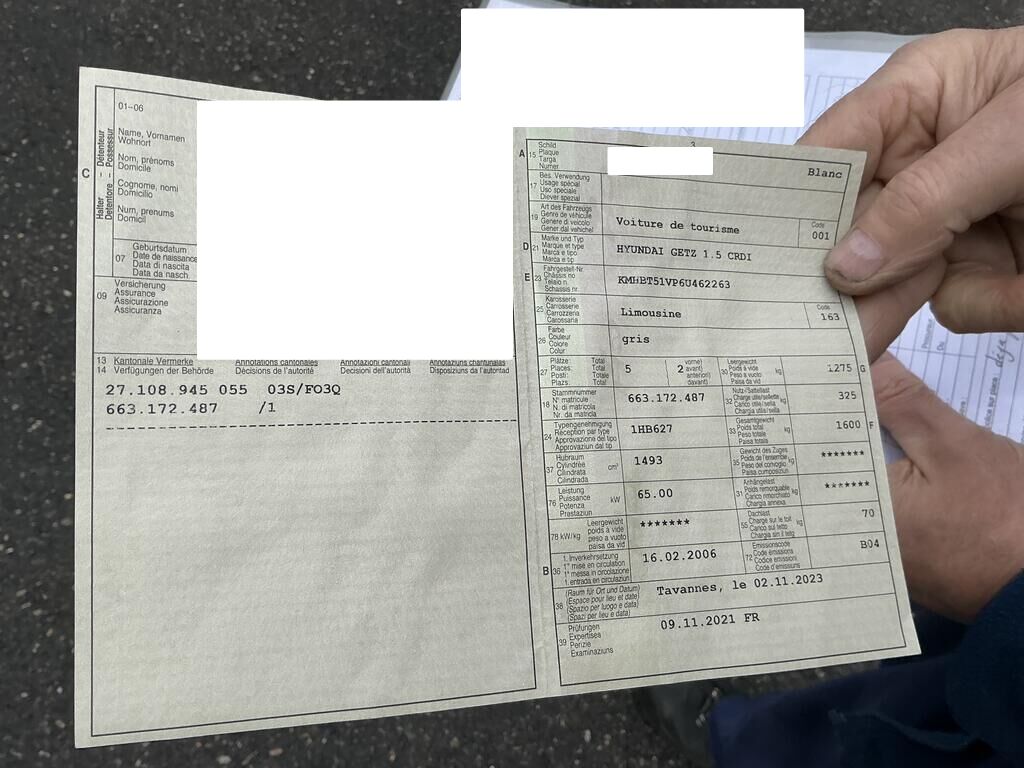 01–06
Name, Vornamen
Wohnort
Nom, prénoms
Domicile
Cognome, nomi
Domicilio
Num, prenums
Domicil
C
Halter – Détenteur
Detentore – Possessur
07
Geburtsdatum
Date de naissance
Data di nascita
Data da nasch.
09
Versicherung
Assurance
Assicurazione
Assicuranza
13 Kantonale Vermerke Annotations cantonales Annotazioni cantonali Annotaziuns chantunalas
14 Verfügungen der Behörde Décisions de l'autorité Decisioni dell'autorità Disposiziuns da l'autoritad
27.108.945 055 03S/FO3Q
663.172.487 /1
3
A 15
Schild
Plaque
Targa
Numer
Blanc
17
Bes. Verwendung
Usage spécial
Uso speciale
Diever spezial
19
Art des Fahrzeugs
Genre de véhicule
Genere di veicolo
Gener dal vehichel
Voiture de tourisme
Code
001
D 21
Marke und Typ
Marque et type
Marca e tipo
Marca e tip
HYUNDAI GETZ 1.5 CRDI
E 23
Fahrgestell-Nr.
Châssis no
Telaio n.
Schassis nr.
KMHBT51VP6U462263
25
Karosserie
Carrosserie
Carrozzeria
Carossaria
Limousine
Code
163
26
Farbe
Couleur
Colore
Colur
gris
27
Plätze: Total
Places: Total
Posti: Totale
Plazs: Total
5
2
vorne)
avant)
anteriori)
davant)
30
Leergewicht
Poids à vide
Peso a vuoto
Paisa da vid
kg
1275 G
18
Stammnummer
N° matricule
N. di matricola
Nr. da matricla
663.172.487
32
Nutz-/Sattellast
Charge utile/sellette
Carico utile/sella
Chargia utila/sella
kg
325
24
Typengenehmigung
Réception par type
Approvazione del tipo
Approvaziun dal tip
1HB627
33
Gesamtgewicht
Poids total
Peso totale
Paisa totala
kg
1600 F
37
Hubraum
Cylindrée
Cilindrata
Cilindrada
cm³
1493
35
Gewicht des Zuges
Poids de l'ensemble
Peso del convoglio
Paisa cumposiziun
kg
*******
76
Leistung
Puissance
Potenza
Prestaziun
kW
65.00
31
Anhängelast
Poids remorquable
Carico rimorchiato
Chargia annexa
kg
*******
78 kW/kg
Leergewicht
poids à vide
peso a vuoto
paisa da vid
*******
55
Dachlast
Charge sur le toit
Carico sul tetto
Chargia sin il tetg
kg
70
B 36
1. Inverkehrsetzung
1re mise en circulation
1a messa in circolazione
1. entrada en circulaziun
16.02.2006
72
Emissionscode
Code émissions
Codice emissioni
Code d'emissiuns
B04
38
(Raum für Ort und Datum)
(Espace pour lieu et date)
(Spazio per luogo e data)
(Spazi per lieu e data)
Tavannes, le 02.11.2023
39
Prüfungen
Expertises
Perizie
Examinaziuns
09.11.2021 FR